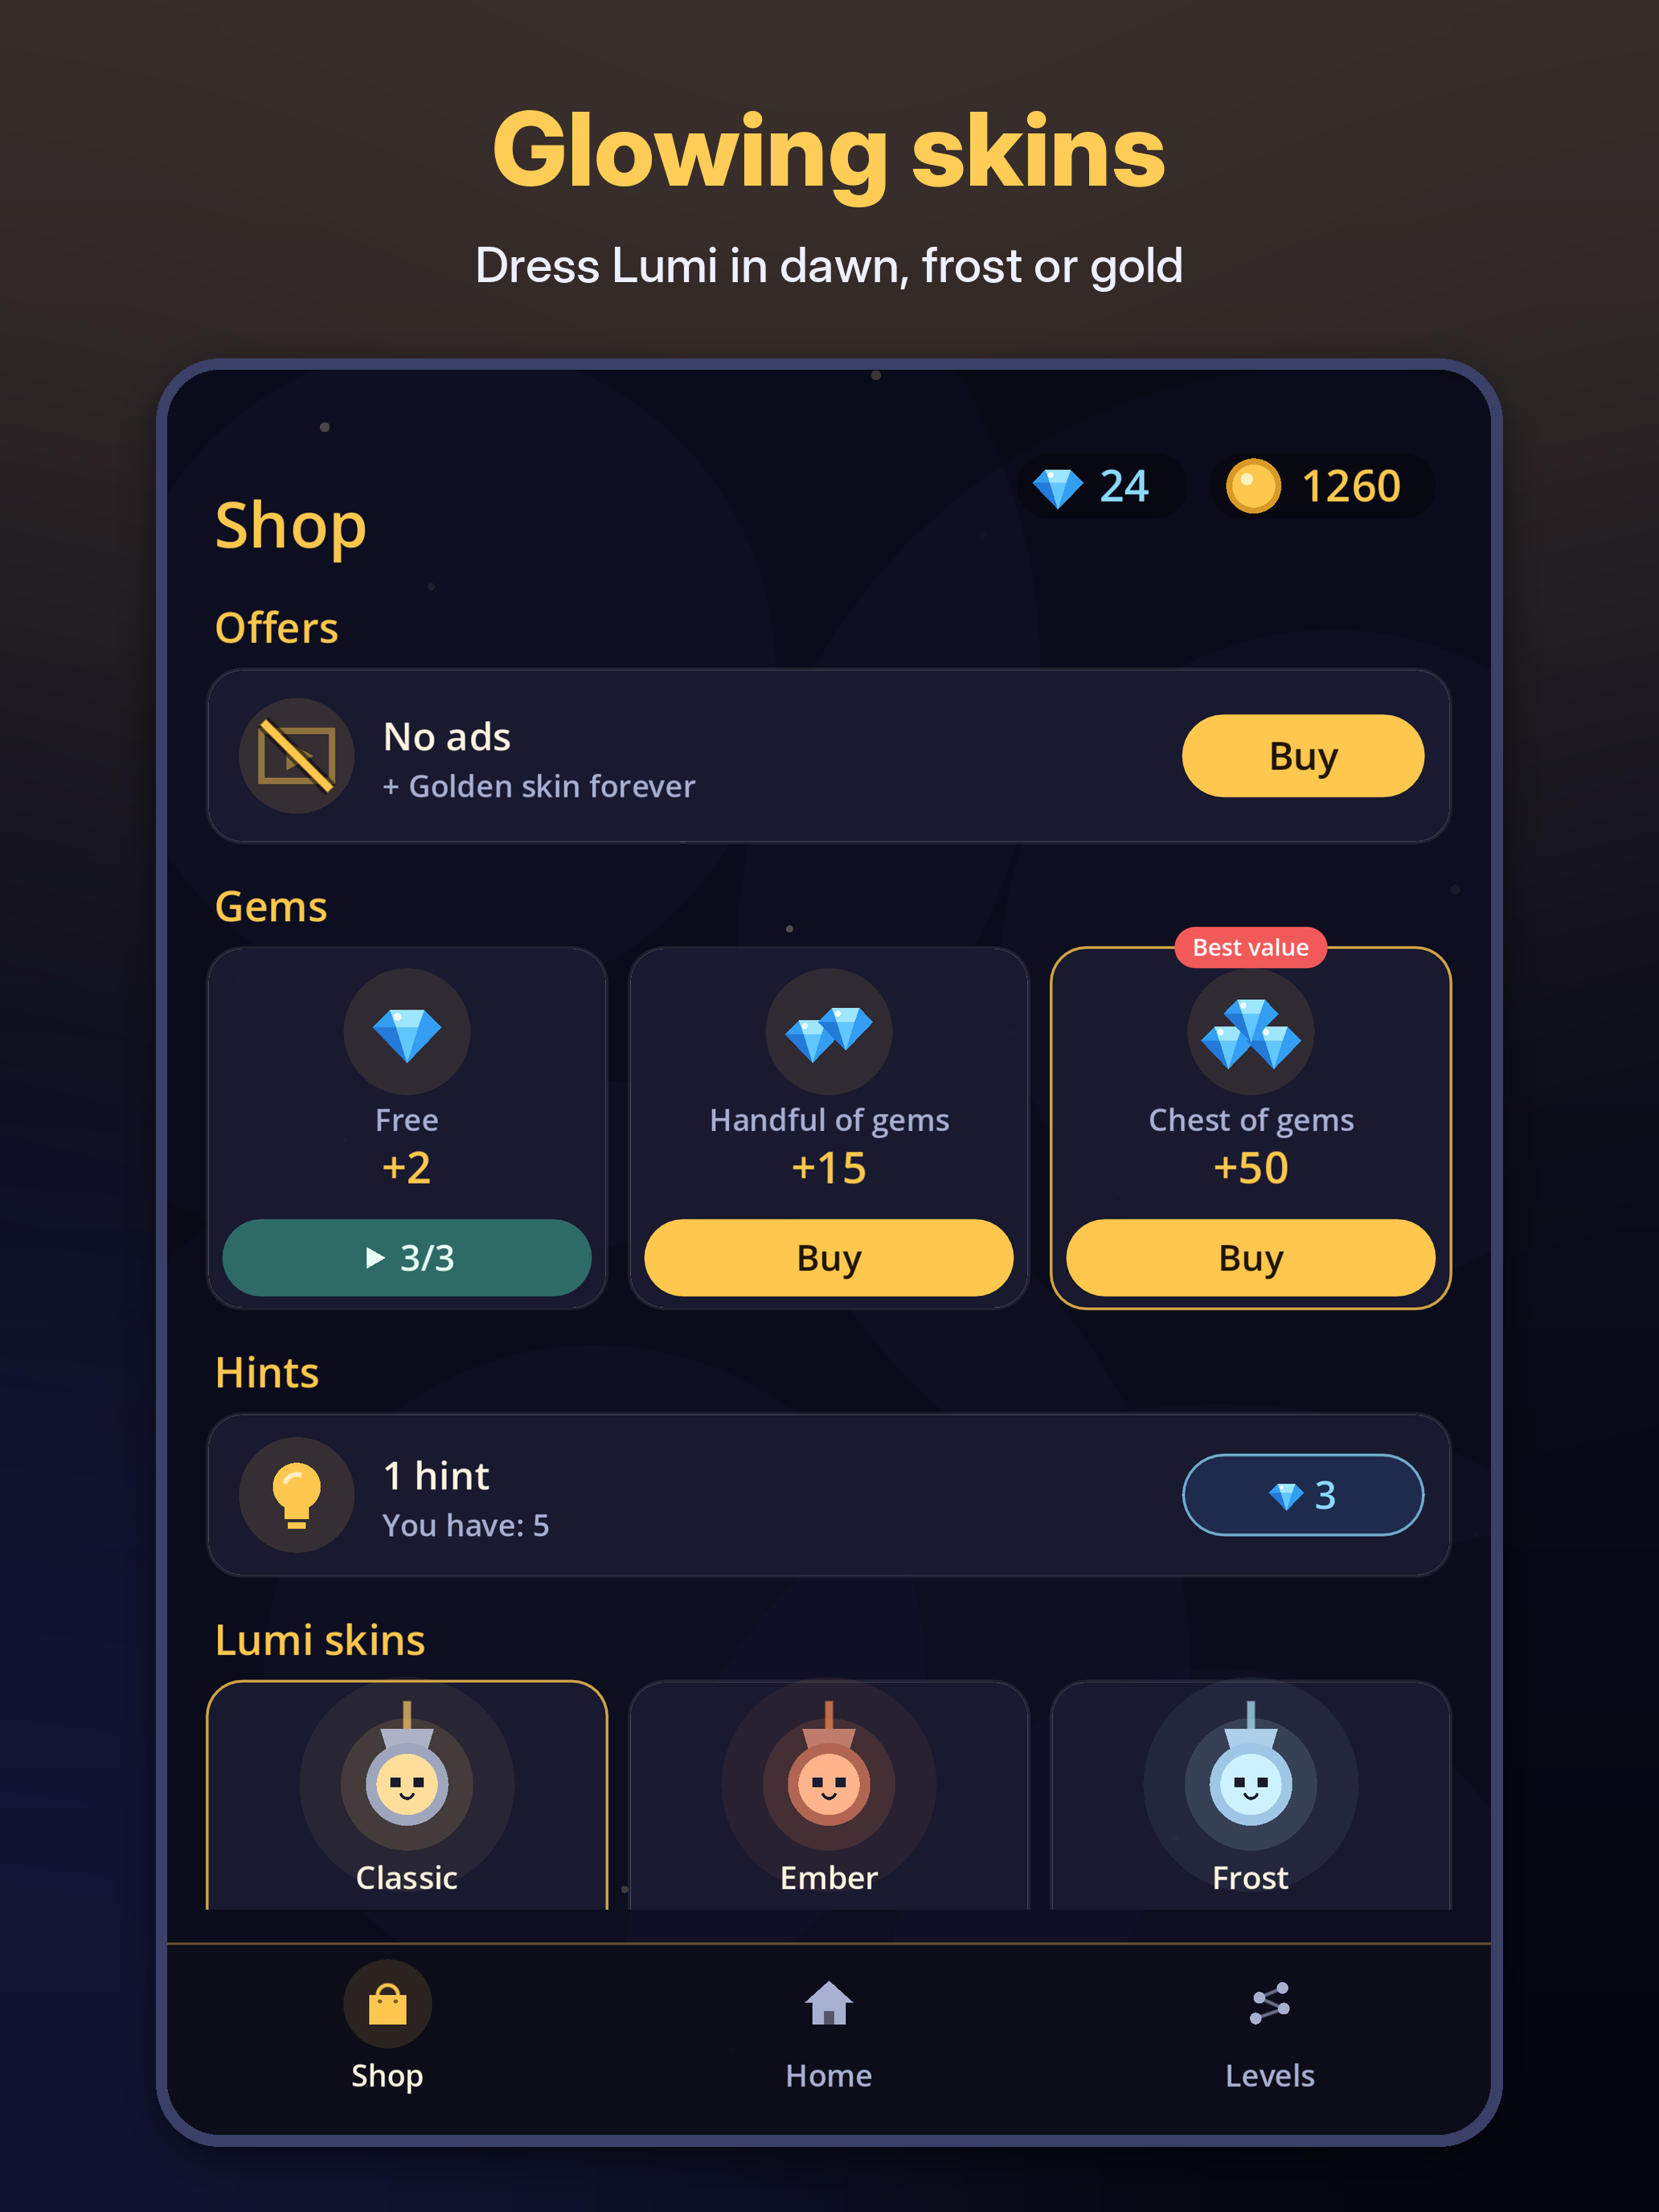 Glowing skins
Dress Lumi in dawn, frost or gold
24
1260
Shop
Offers
No ads
+ Golden skin forever
Buy
Gems
Best value
Free
+2
3/3
Handful of gems
+15
Buy
Chest of gems
+50
Buy
Hints
1 hint
You have: 5
3
Lumi skins
Classic
Ember
Frost
Shop
Home
Levels